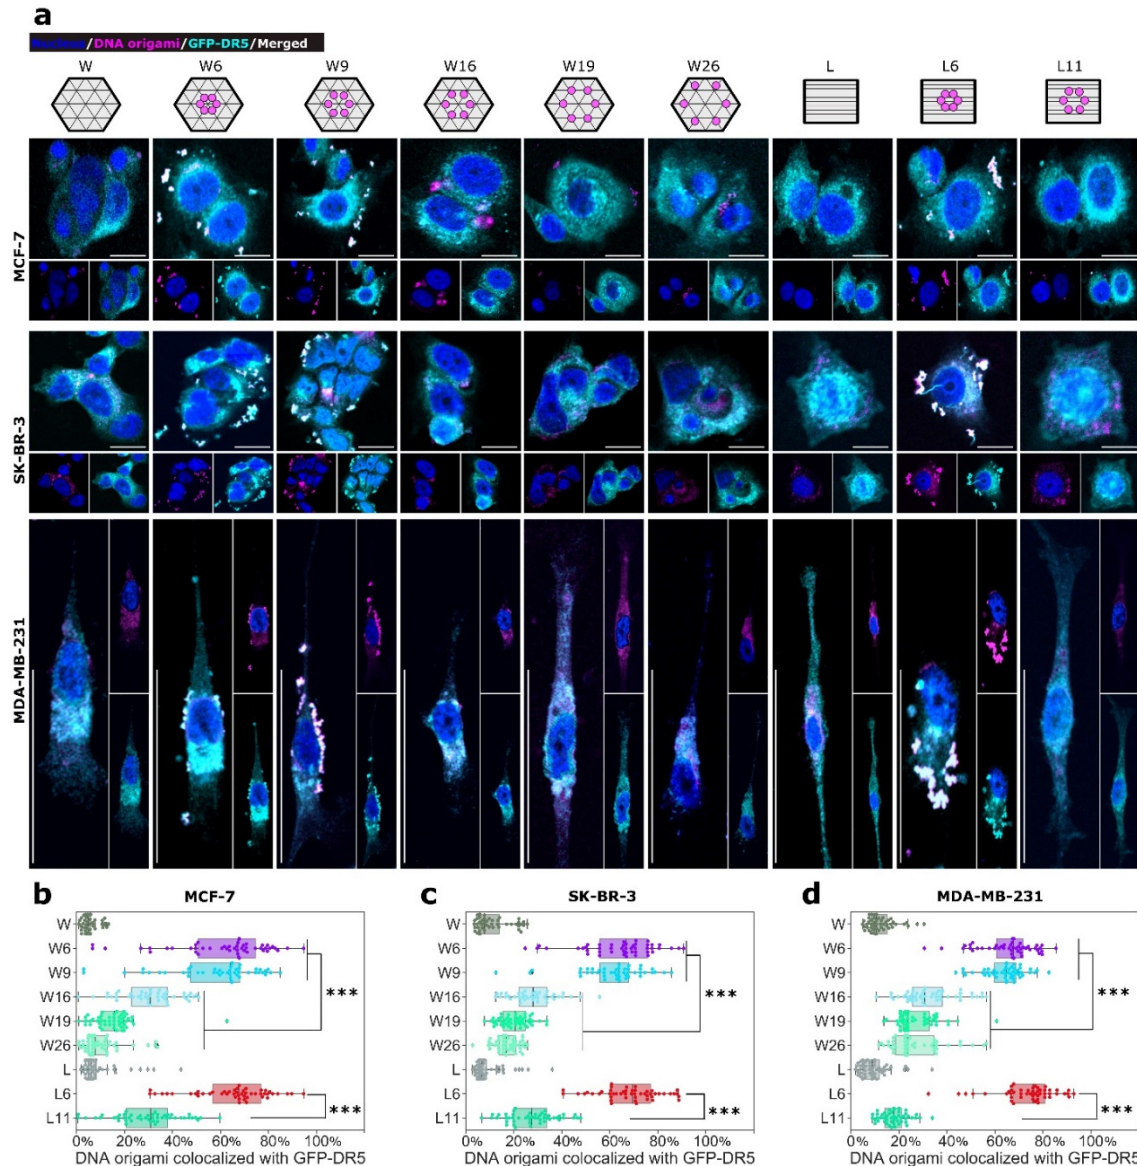 a
Nucleus/DNA origami/GFP-DR5/Merged
W W6 W9 W16 W19 W26 L L6 L11
MCF-7
SK-BR-3
MDA-MB-231
b MCF-7
W
W6
W9
W16
W19
W26
L
L6
L11
***
***
0% 20% 40% 60% 80% 100%
DNA origami colocalized with GFP-DR5
c SK-BR-3
W
W6
W9
W16
W19
W26
L
L6
L11
***
***
0% 20% 40% 60% 80% 100%
DNA origami colocalized with GFP-DR5
d MDA-MB-231
W
W6
W9
W16
W19
W26
L
L6
L11
***
***
0% 20% 40% 60% 80% 100%
DNA origami colocalized with GFP-DR5